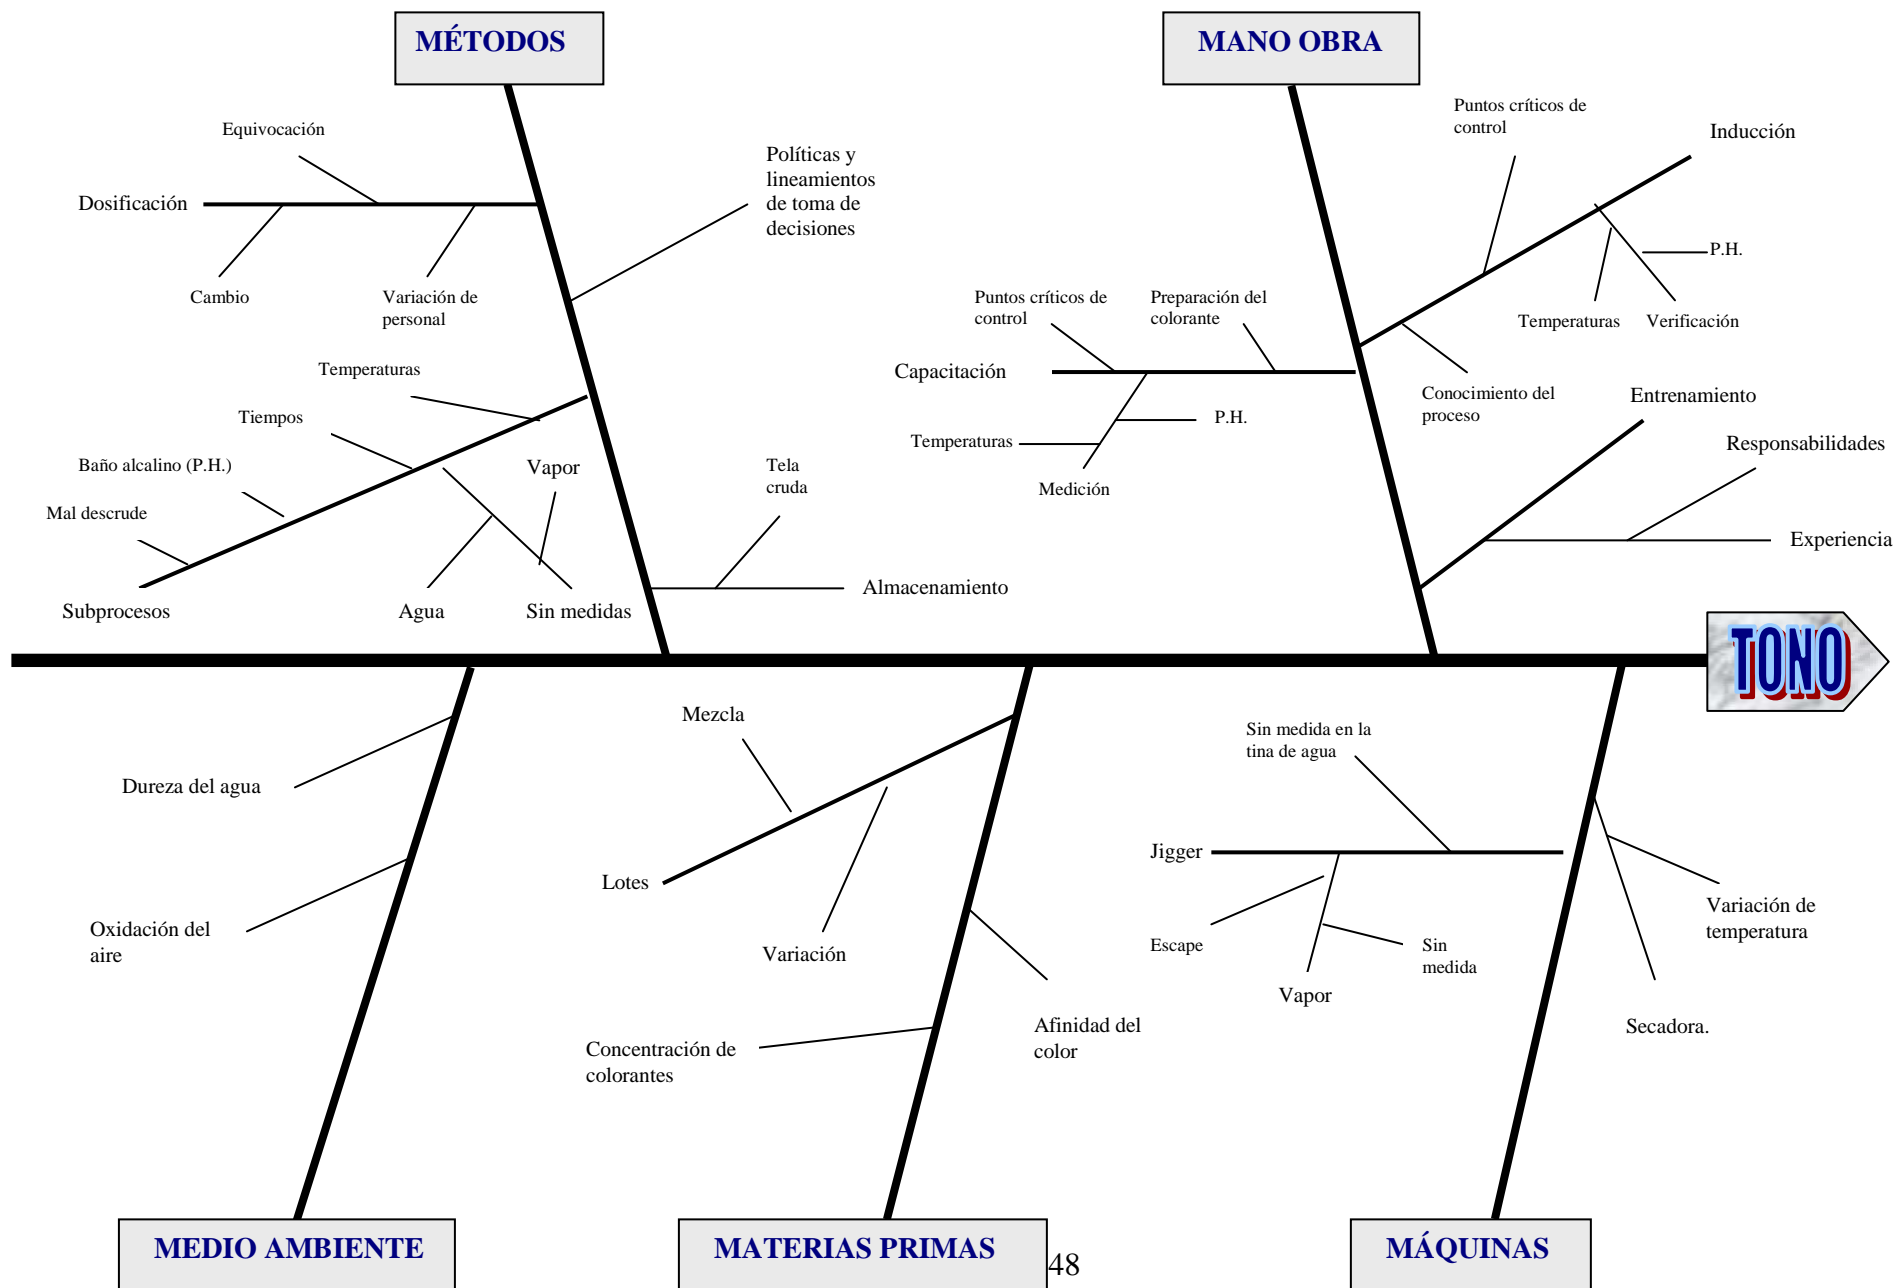 MÉTODOS
MANO OBRA
Equivocación
Dosificación
Cambio
Variación de
personal
Políticas y
lineamientos
de toma de
decisiones
Temperaturas
Tiempos
Baño alcalino (P.H.)
Mal descrude
Subprocesos
Vapor
Agua
Sin medidas
Tela
cruda
Almacenamiento
Puntos críticos de
control
Inducción
P.H.
Temperaturas
Verificación
Conocimiento del
proceso
Puntos críticos de
control
Preparación del
colorante
Capacitación
P.H.
Temperaturas
Medición
Entrenamiento
Responsabilidades
Experiencia
TONO
Dureza del agua
Oxidación del
aire
Mezcla
Lotes
Variación
Concentración de
colorantes
Afinidad del
color
Sin medida en la
tina de agua
Jigger
Escape
Sin
medida
Vapor
Variación de
temperatura
Secadora.
MEDIO AMBIENTE
MATERIAS PRIMAS
48
MÁQUINAS